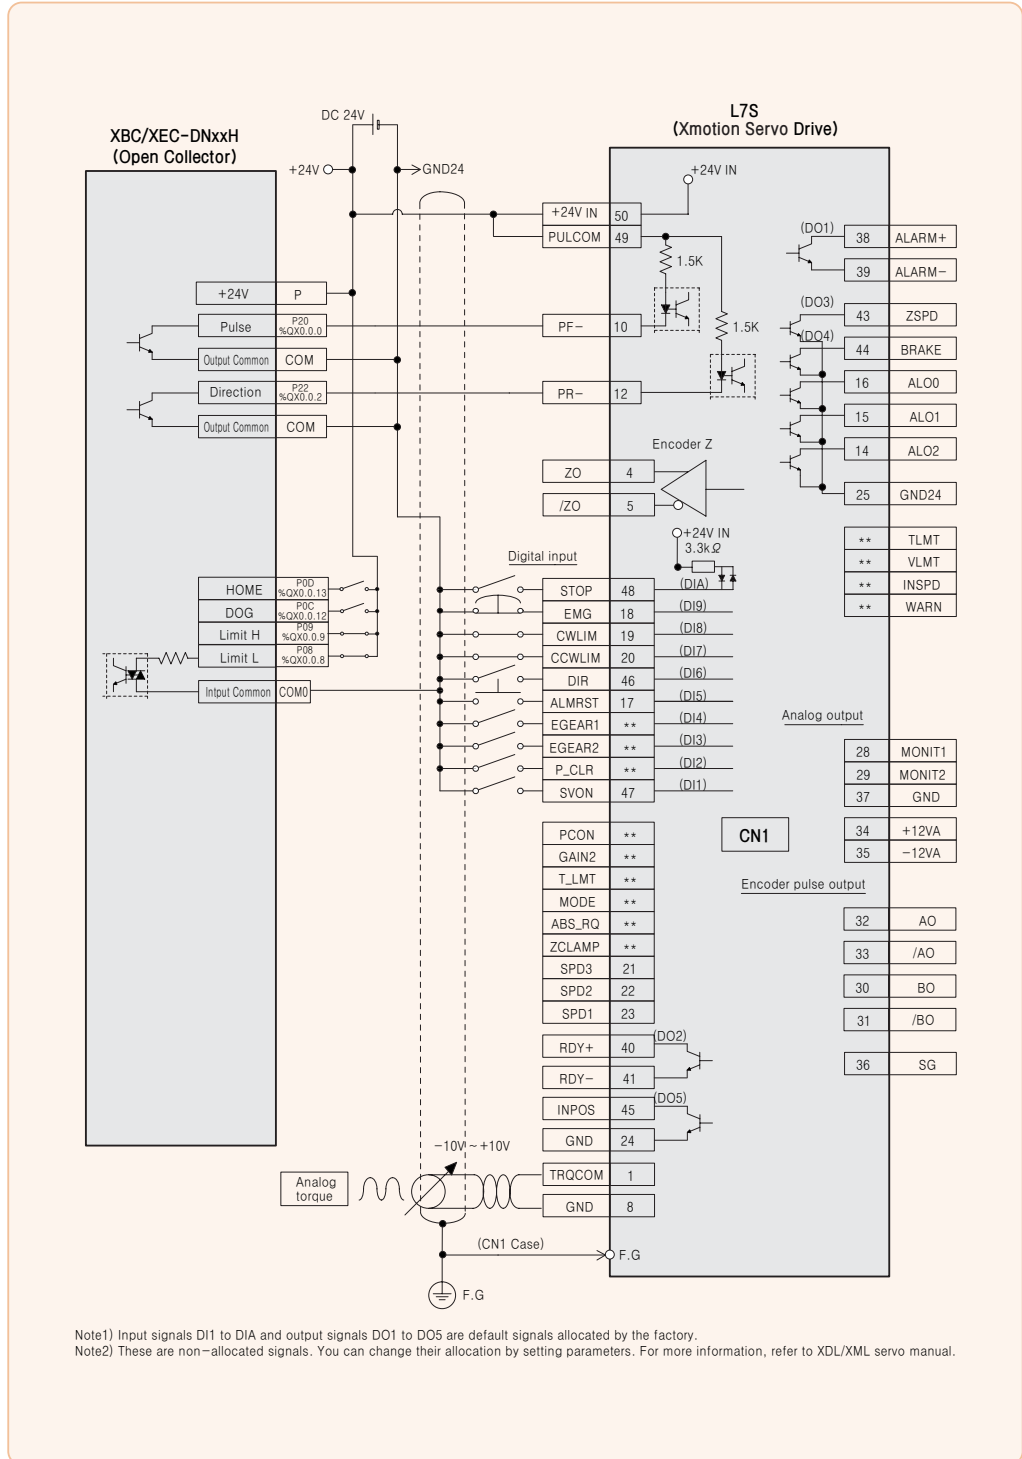 XBC/XEC-DNxxH
(Open Collector)
DC 24V
+24V
GND24
L7S
(Xmotion Servo Drive)
+24V IN
+24V IN 50
PULCOM 49
1.5K
1.5K
+24V P
Pulse P20 %QX0.0.0
Output Common COM
Direction P22 %QX0.0.2
Output Common COM
PF- 10
PR- 12
Encoder Z
ZO 4
/ZO 5
+24V IN
3.3kΩ
Digital input
HOME P0D %QX0.0.13
DOG P0C %QX0.0.12
Limit H P09 %QX0.0.9
Limit L P08 %QX0.0.8
Intput Common COM0
STOP 48 (DIA)
EMG 18 (DI9)
CWLIM 19 (DI8)
CCWLIM 20 (DI7)
DIR 46 (DI6)
ALMRST 17 (DI5)
EGEAR1 ** (DI4)
EGEAR2 ** (DI3)
P_CLR ** (DI2)
SVON 47 (DI1)
PCON **
GAIN2 **
T_LMT **
MODE **
ABS_RQ **
ZCLAMP **
SPD3 21
SPD2 22
SPD1 23
RDY+ 40 (DO2)
RDY- 41
INPOS 45 (DO5)
GND 24
TRQCOM 1
GND 8
(DO1) 38 ALARM+
39 ALARM-
(DO3) 43 ZSPD
(DO4) 44 BRAKE
16 ALO0
15 ALO1
14 ALO2
25 GND24
** TLMT
** VLMT
** INSPD
** WARN
Analog output
28 MONIT1
29 MONIT2
37 GND
34 +12VA
35 -12VA
CN1
Encoder pulse output
32 AO
33 /AO
30 BO
31 /BO
36 SG
-10V ~ +10V
Analog
torque
(CN1 Case)
F.G
F.G
Note1) Input signals DI1 to DIA and output signals DO1 to DO5 are default signals allocated by the factory.
Note2) These are non-allocated signals. You can change their allocation by setting parameters. For more information, refer to XDL/XML servo manual.